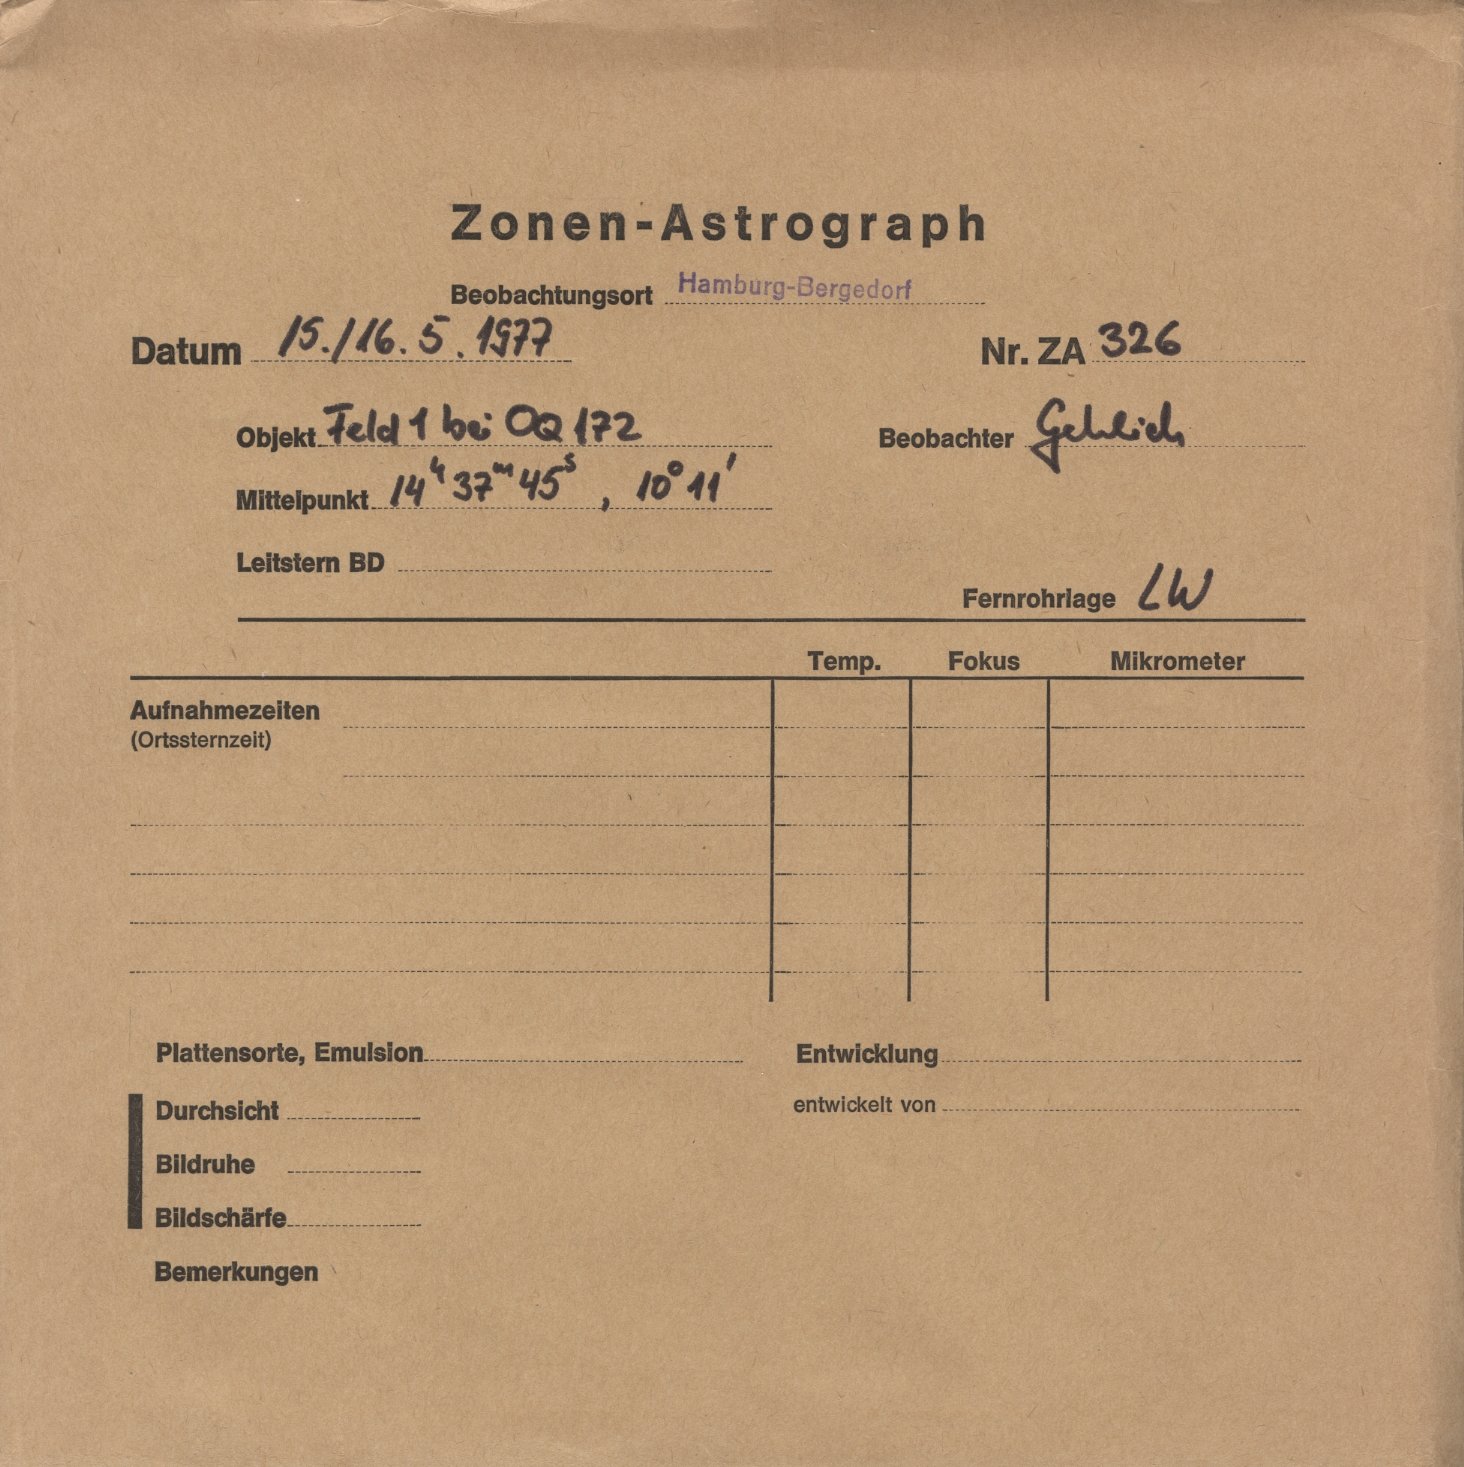 Zonen-Astrograph
Beobachtungsort Hamburg-Bergedorf
Datum 15./16. 5. 1977 Nr. ZA 326
Objekt Feld 1 bei OQ 172 Beobachter Gehlich
Mittelpunkt 14ʰ 37ᵐ 45ˢ, 10° 11'
Leitstern BD
Fernrohrlage LW
Temp. Fokus Mikrometer
Aufnahmezeiten
(Ortssternzeit)
Plattensorte, Emulsion Entwicklung
Durchsicht entwickelt von
Bildruhe
Bildschärfe
Bemerkungen